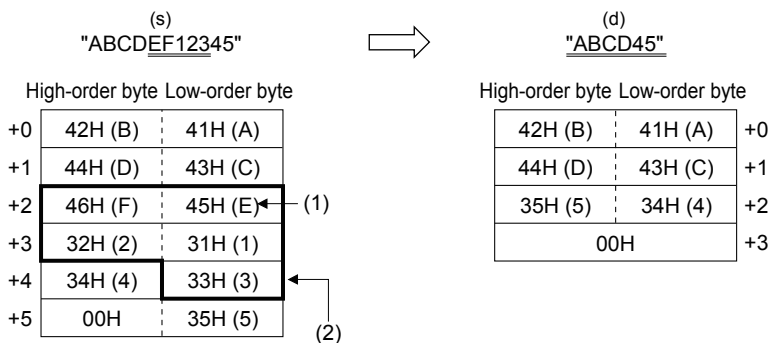 (s) (d)
"ABCDEF12345" "ABCD45"
High-order byte Low-order byte High-order byte Low-order byte
+0 42H (B) 41H (A) 42H (B) 41H (A) +0
+1 44H (D) 43H (C) 44H (D) 43H (C) +1
+2 46H (F) 45H (E) (1) 35H (5) 34H (4) +2
+3 32H (2) 31H (1) 00H +3
+4 34H (4) 33H (3)
+5 00H 35H (5) (2)